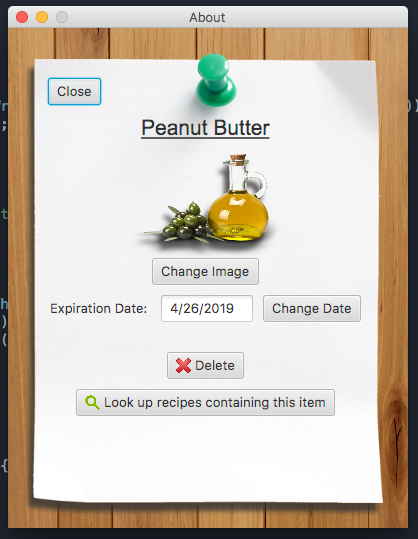 About
Close
Peanut Butter
Change Image
Expiration Date: 4/26/2019 Change Date
Delete
Look up recipes containing this item